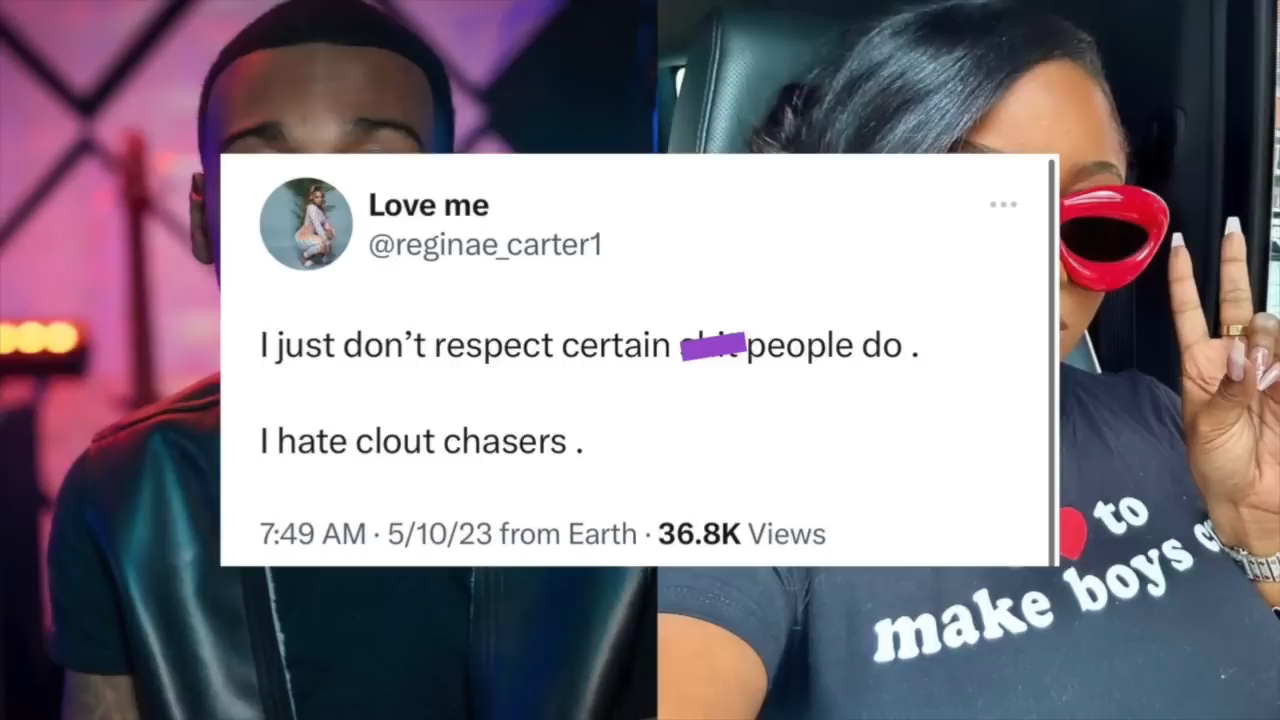 Love me
@reginae_carter1
I just don’t respect certain people do .
I hate clout chasers .
7:49 AM · 5/10/23 from Earth · 36.8K Views
to
make boys